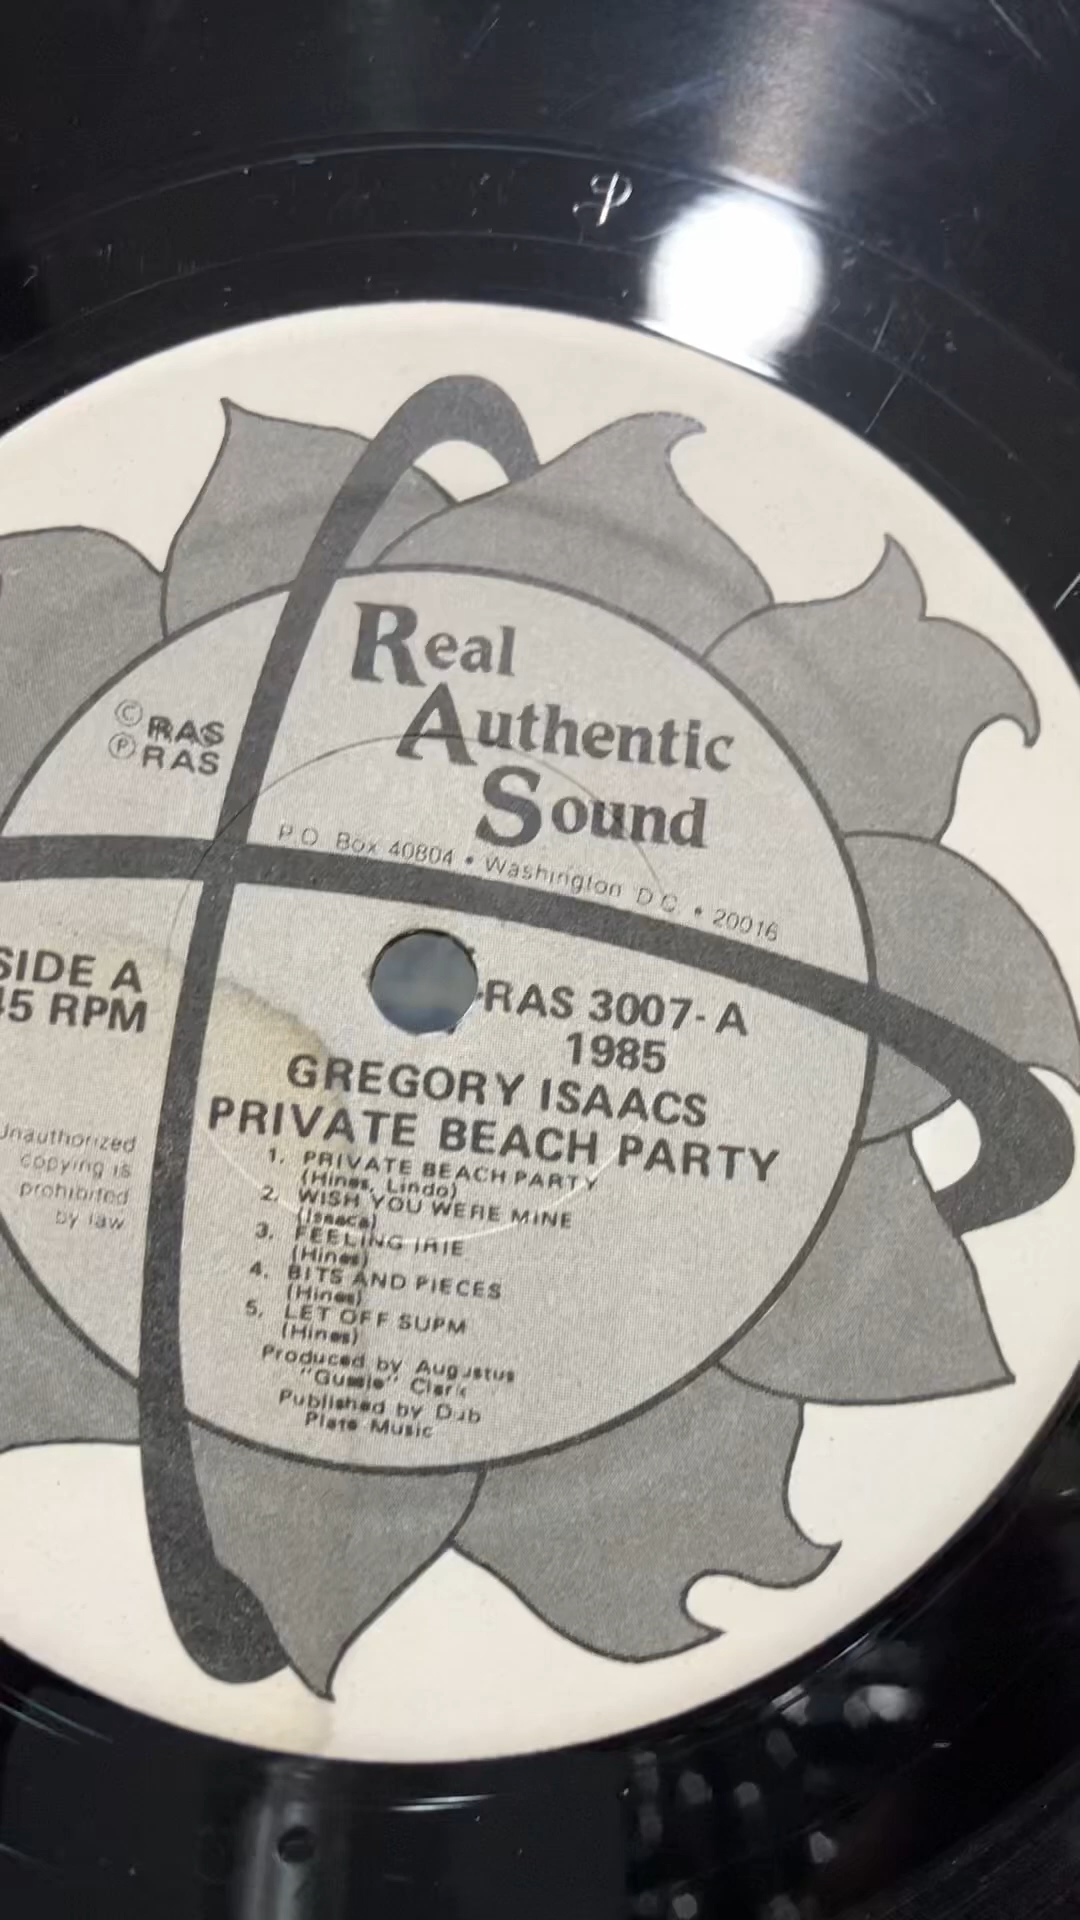 P
Real
Authentic
Sound
© RAS
℗ RAS
P.O. Box 40804 • Washington D.C. • 20016
SIDE A
45 RPM
RAS 3007-A
1985
GREGORY ISAACS
PRIVATE BEACH PARTY
1. PRIVATE BEACH PARTY
(Hines, Lindo)
2. WISH YOU WERE MINE
(Isaacs)
3. FEELING IRIE
(Hines)
4. BITS AND PIECES
(Hines)
5. LET OFF SUPM
(Hines)
Produced by Augustus
"Gussie" Clark
Published by Dub
Plate Music
Unauthorized
copying is
prohibited
by law